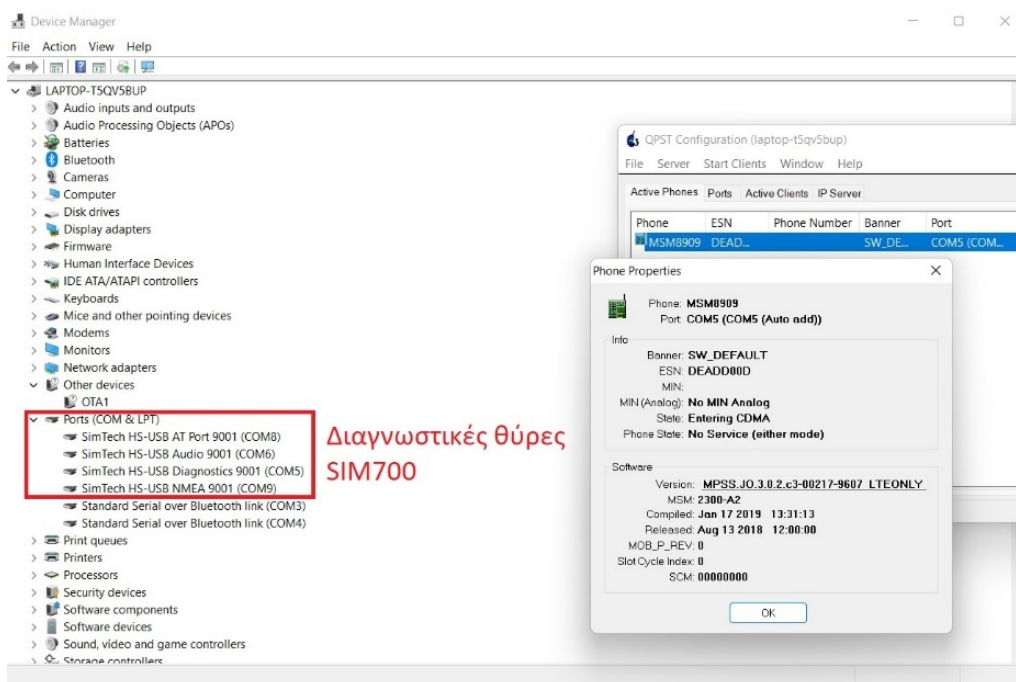 Device Manager
File Action View Help
LAPTOP-T5QV5BUP
Audio inputs and outputs
Audio Processing Objects (APOs)
Batteries
Bluetooth
Cameras
Computer
Disk drives
Display adapters
Firmware
Human Interface Devices
IDE ATA/ATAPI controllers
Keyboards
Mice and other pointing devices
Modems
Monitors
Network adapters
Other devices
OTA1
Ports (COM & LPT)
SimTech HS-USB AT Port 9001 (COM8)
SimTech HS-USB Audio 9001 (COM6)
SimTech HS-USB Diagnostics 9001 (COM5)
SimTech HS-USB NMEA 9001 (COM9)
Standard Serial over Bluetooth link (COM3)
Standard Serial over Bluetooth link (COM4)
Print queues
Printers
Processors
Security devices
Software components
Software devices
Sound, video and game controllers
Storage controllers
Διαγνωστικές θύρες
SIM700
QPST Configuration (laptop-t5qv5bup)
File Server Start Clients Window Help
Active Phones Ports Active Clients IP Server
Phone ESN Phone Number Banner Port
MSM8909 DEAD... SW_DE... COM5 (COM...
Phone Properties
Phone: MSM8909
Port: COM5 (COM5 (Auto add))
Info
Banner: SW_DEFAULT
ESN: DEADD00D
MIN:
MIN (Analog): No MIN Analog
State: Entering CDMA
Phone State: No Service (either mode)
Software
Version: MPSS.JO.3.0.2.c3-00217-9607_LTEONLY
MSM: 2300-A2
Compiled: Jan 17 2019 13:31:13
Released: Aug 13 2018 12:00:00
MOB_P_REV: 0
Slot Cycle Index: 0
SCM: 00000000
OK